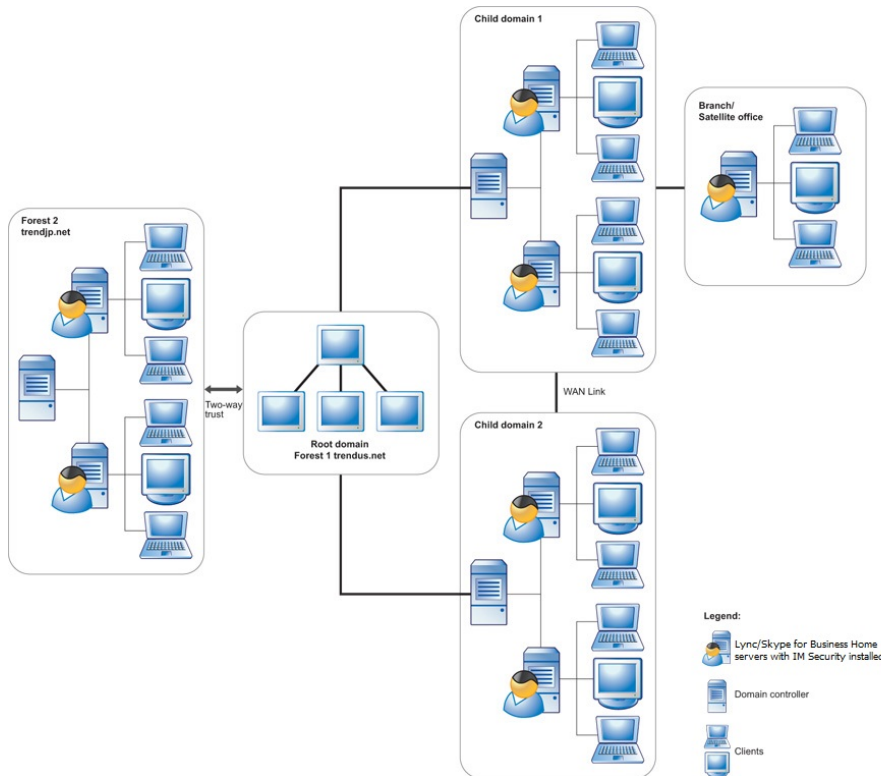 Child domain 1
Branch/
Satellite office
Forest 2
trendjp.net
Two-way
trust
Root domain
Forest 1 trendus.net
WAN Link
Child domain 2
Legend:
Lync/Skype for Business Home
servers with IM Security installed
Domain controller
Clients